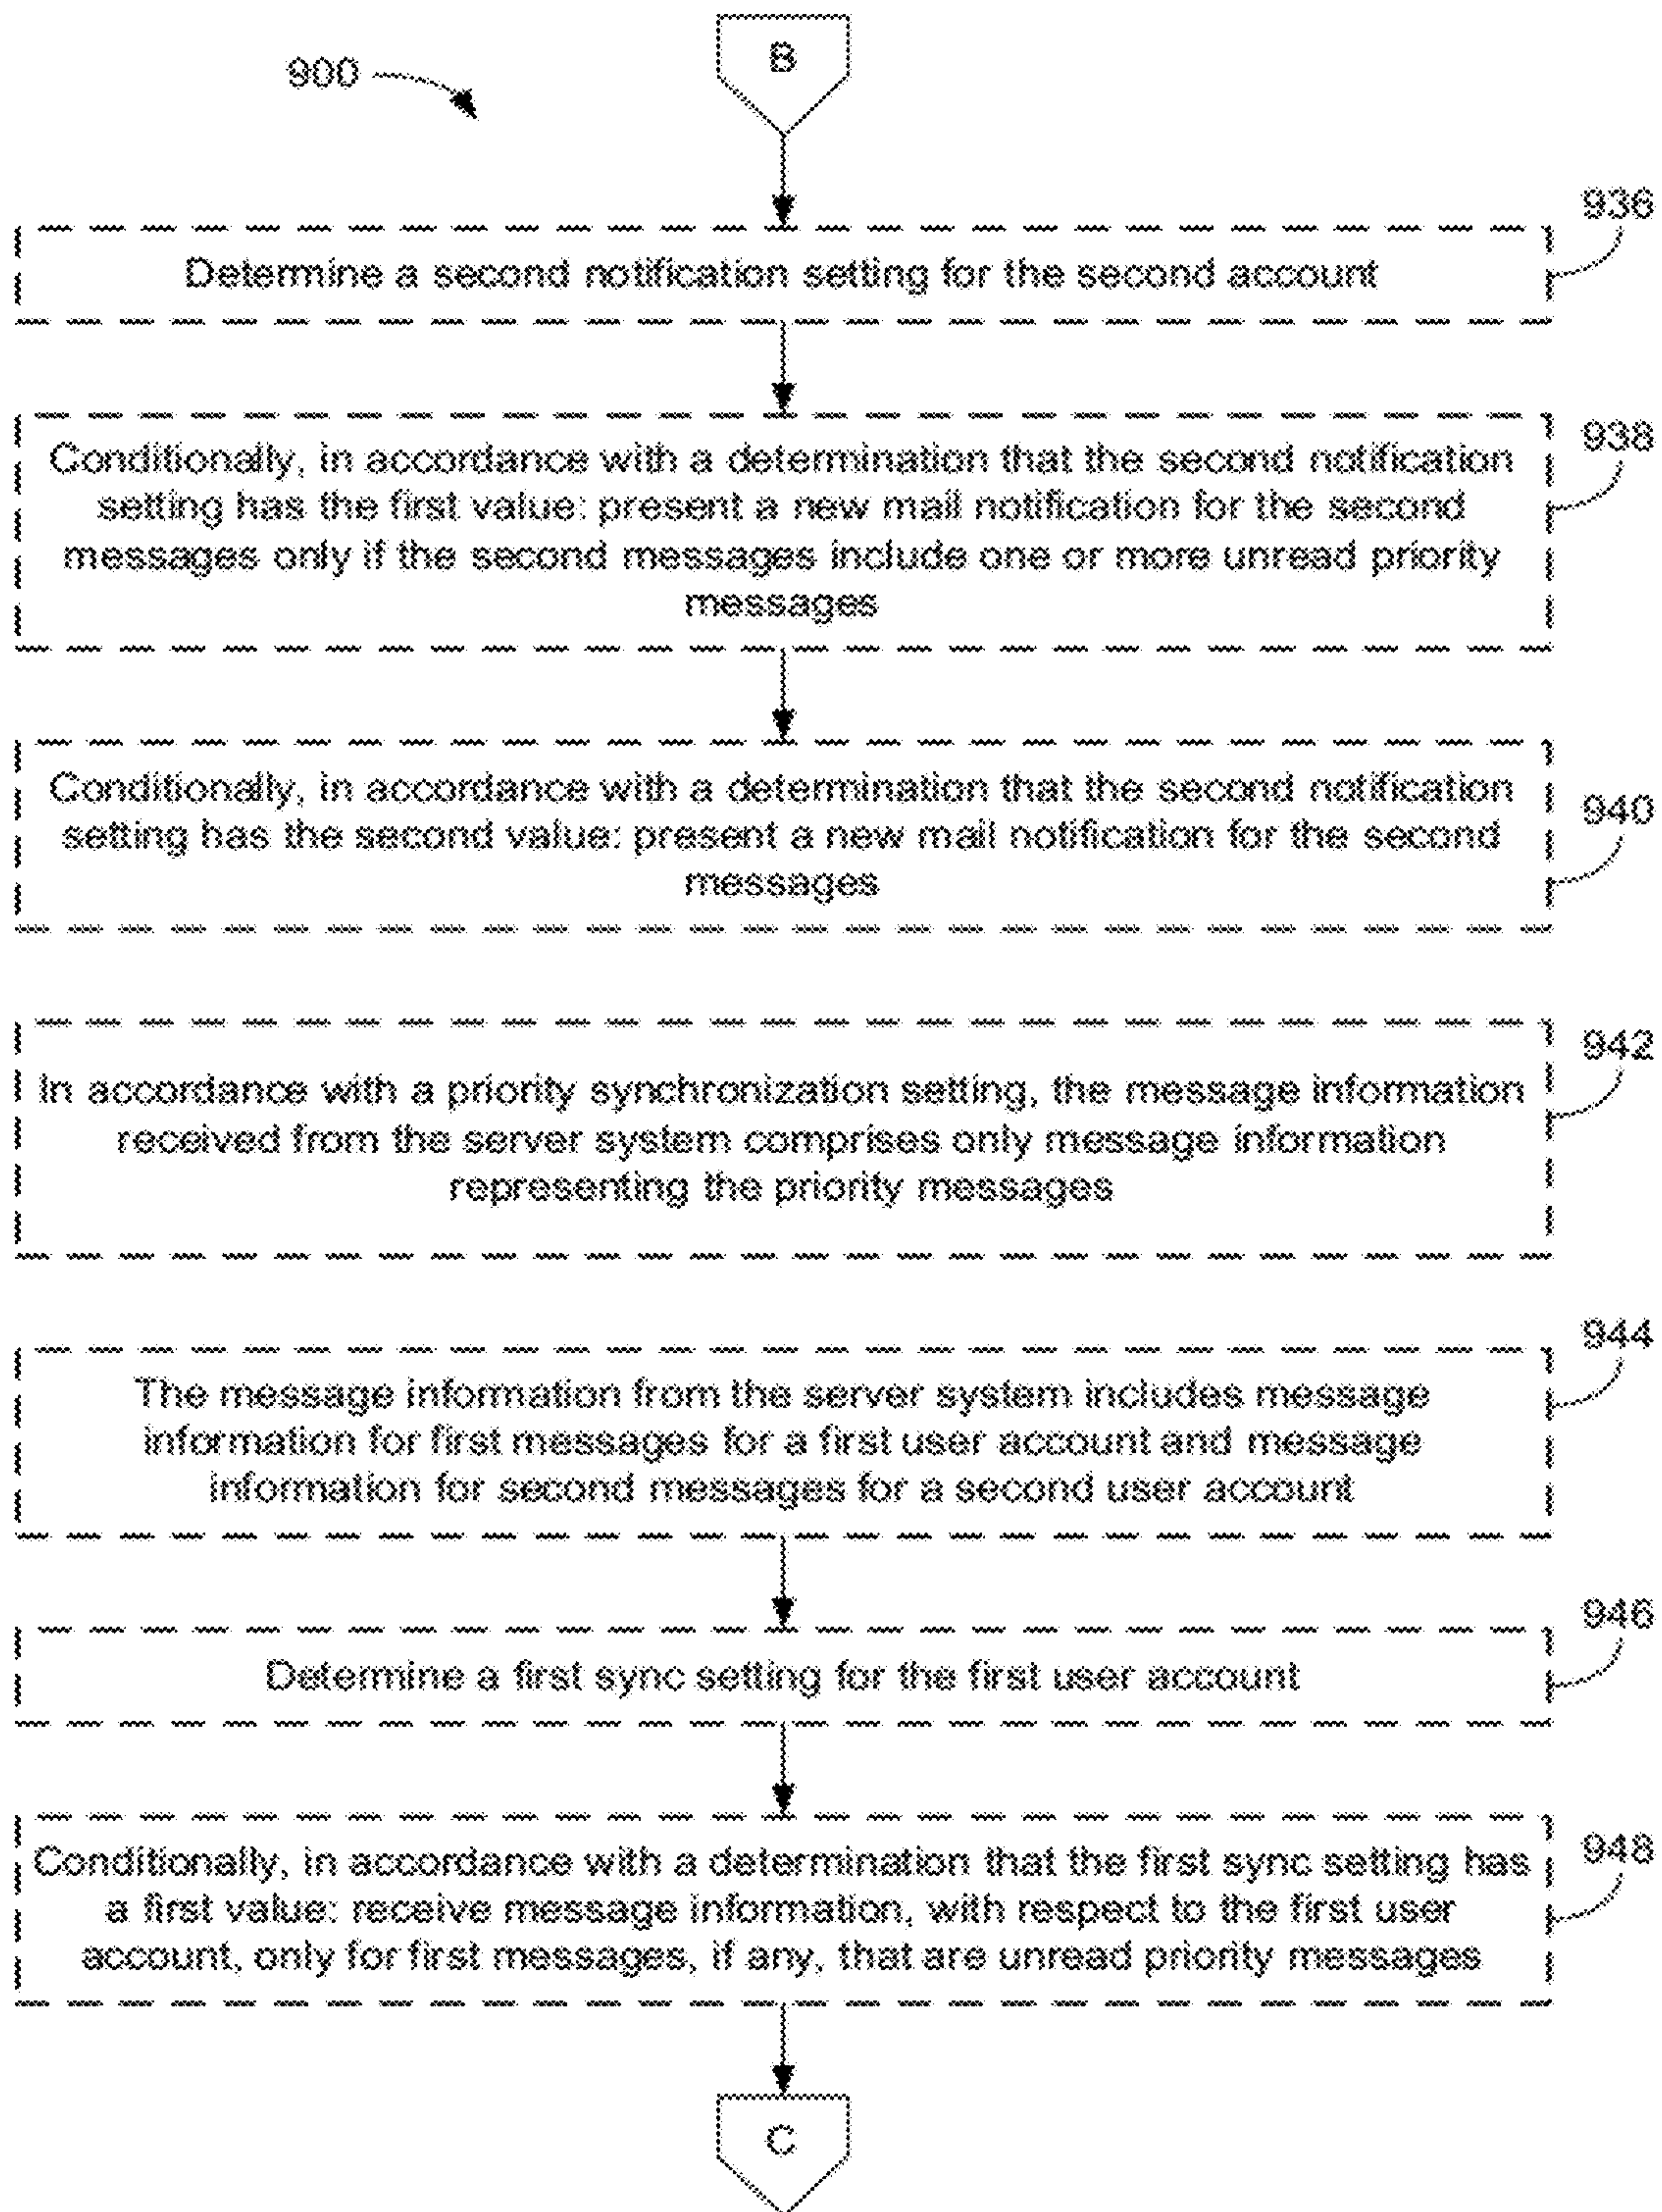 B
900
936
Determine a second notification setting for the second account
938
Conditionally, in accordance with a determination that the second notification
setting has the first value: present a new mail notification for the second
messages only if the second messages include one or more unread priority
messages
940
Conditionally, in accordance with a determination that the second notification
setting has the second value: present a new mail notification for the second
messages
942
In accordance with a priority synchronization setting, the message information
received from the server system comprises only message information
representing the priority messages
944
The message information from the server system includes message
information for first messages for a first user account and message
information for second messages for a second user account
946
Determine a first sync setting for the first user account
948
Conditionally, in accordance with a determination that the first sync setting has
a first value: receive message information, with respect to the first user
account, only for first messages, if any, that are unread priority messages
C